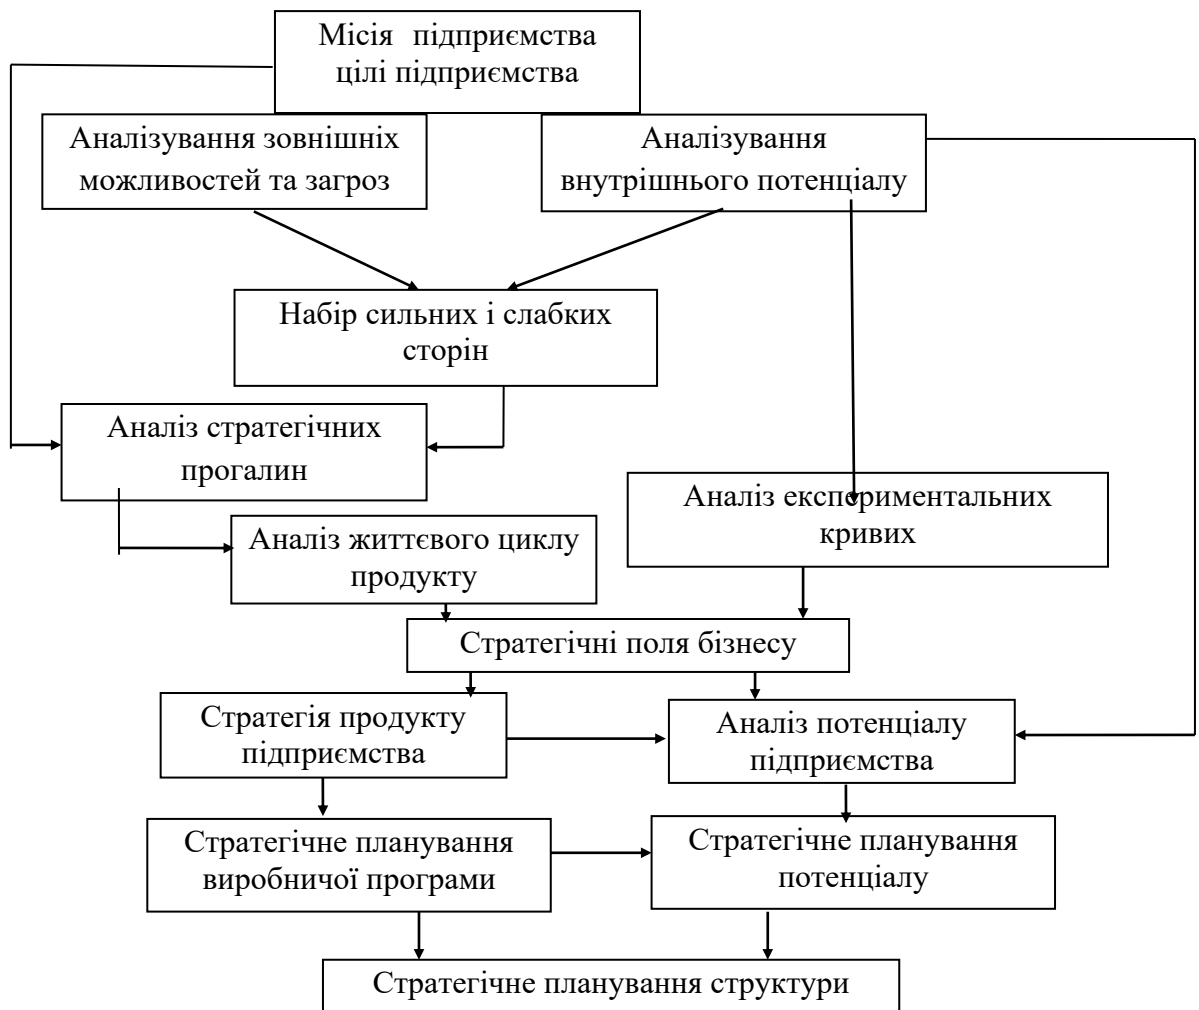 Місія підприємства
цілі підприємства
Аналізування зовнішніх
можливостей та загроз
Аналізування
внутрішнього потенціалу
Набір сильних і слабких
сторін
Аналіз стратегічних
прогалин
Аналіз експериментальних
кривих
Аналіз життєвого циклу
продукту
Стратегічні поля бізнесу
Стратегія продукту
підприємства
Аналіз потенціалу
підприємства
Стратегічне планування
виробничої програми
Стратегічне планування
потенціалу
Стратегічне планування структури